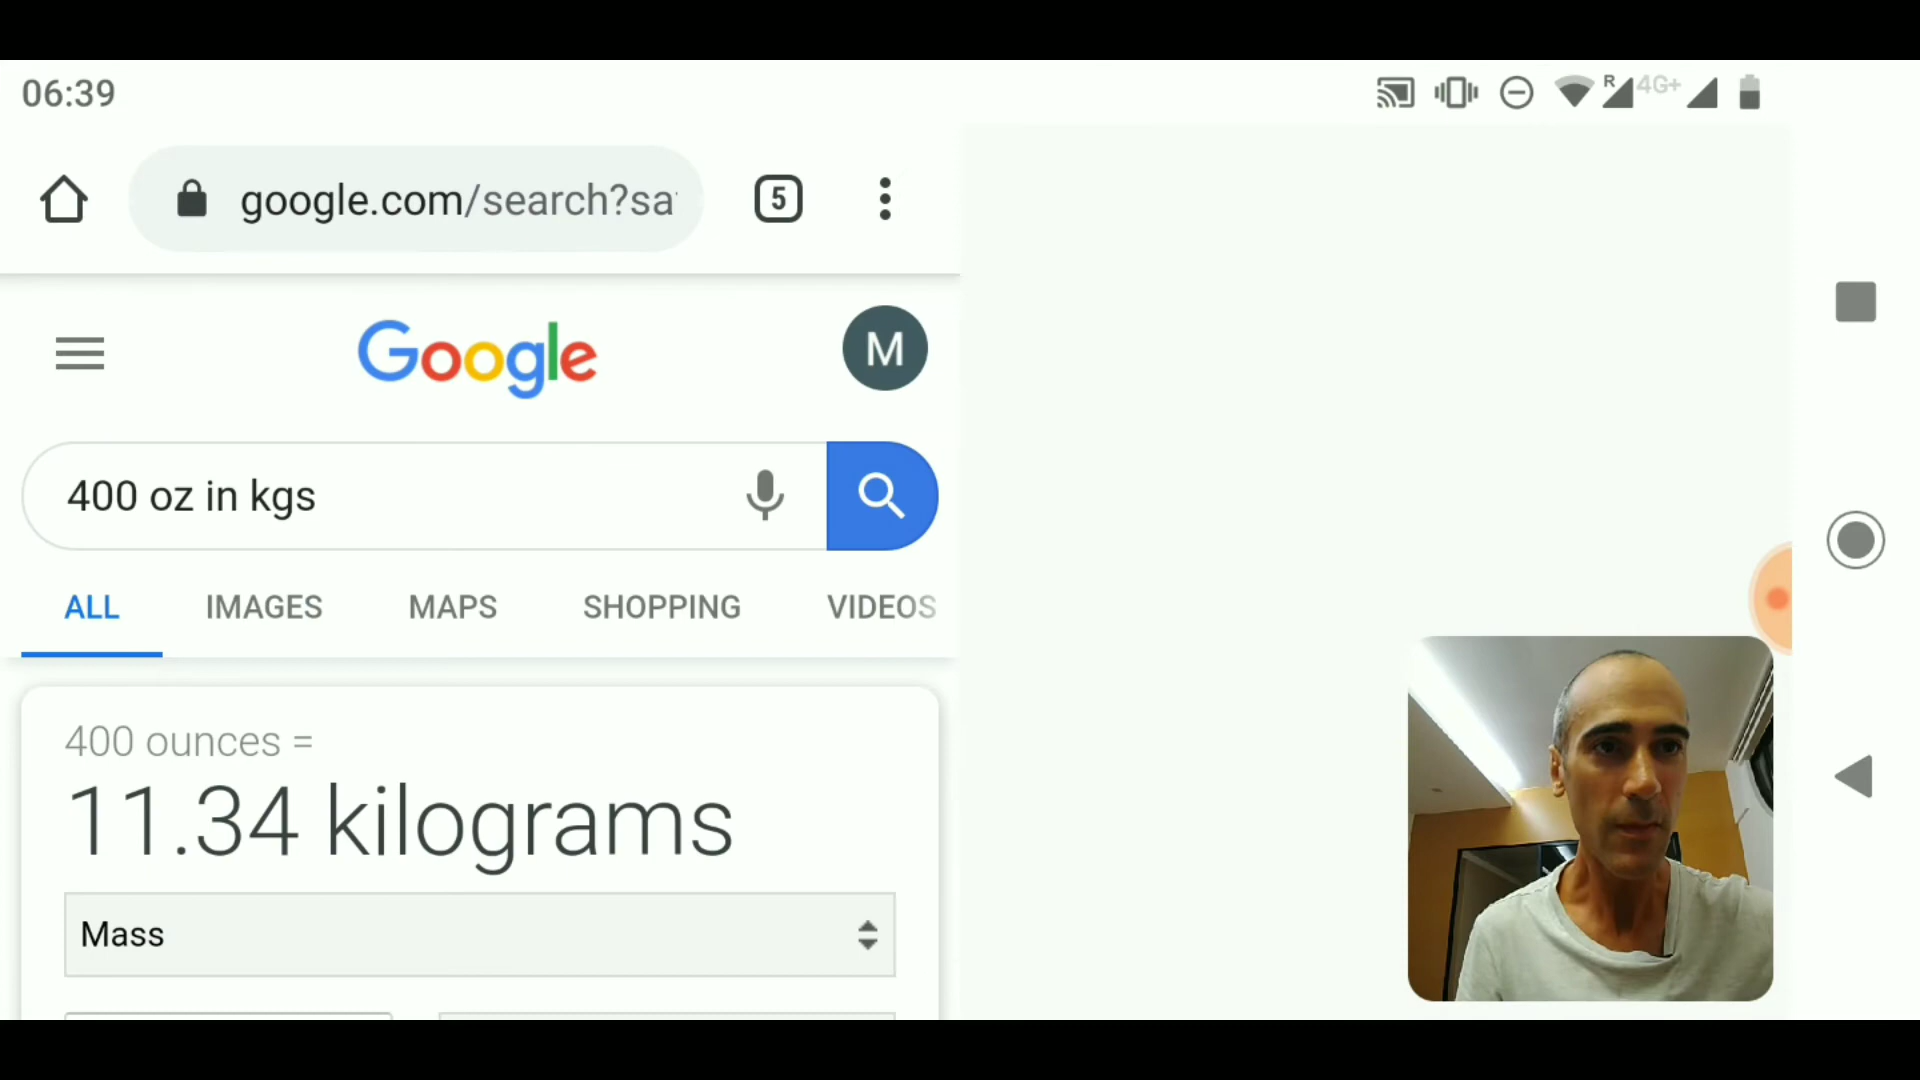 06:39
R 4G+
google.com/search?sa
5
Google
M
400 oz in kgs
ALL IMAGES MAPS SHOPPING VIDEOS
400 ounces =
11.34 kilograms
Mass